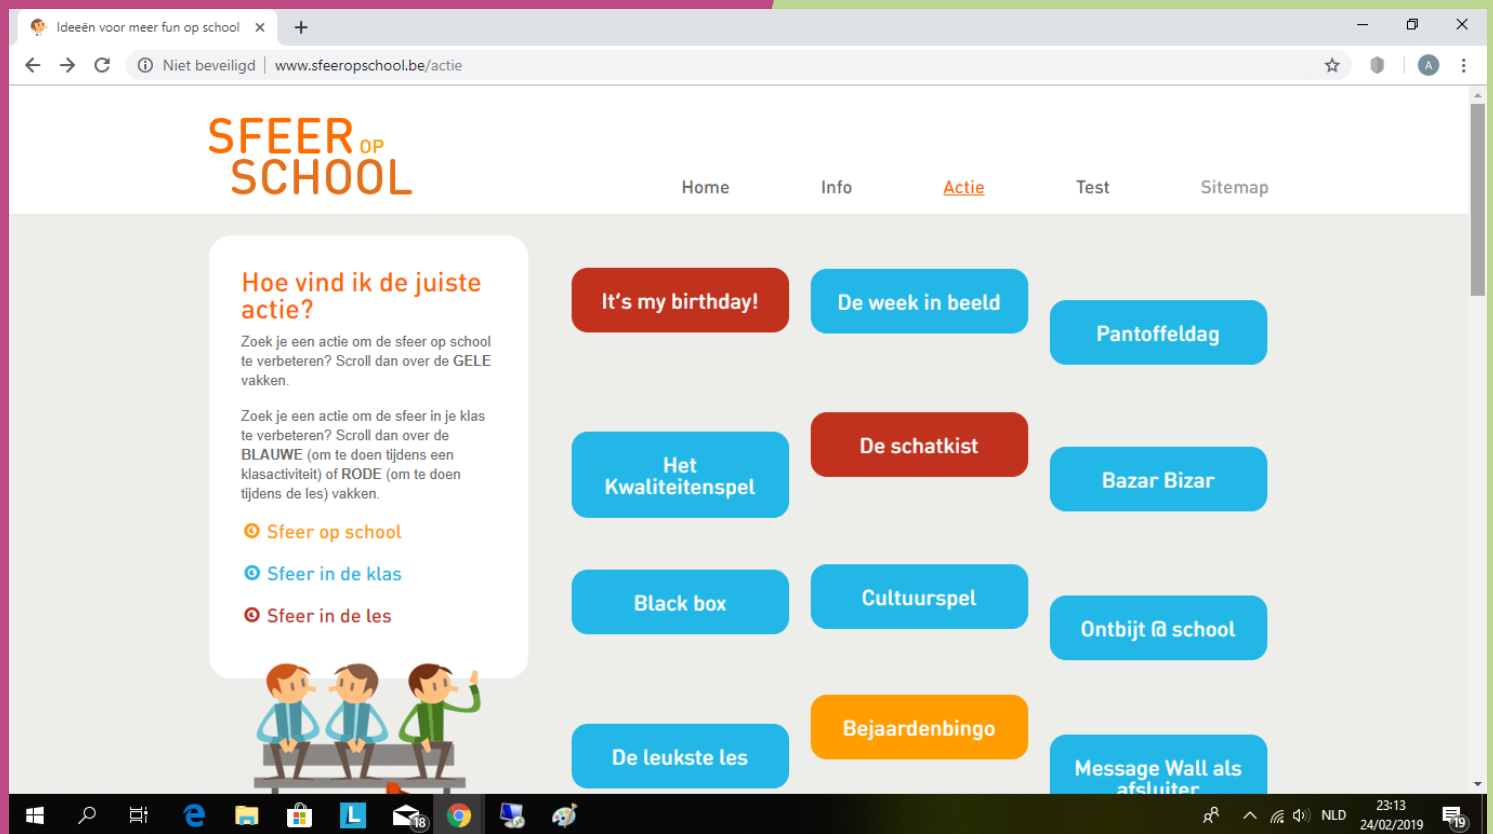 Ideeën voor meer fun op school
Niet beveiligd | www.sfeeropschool.be/actie
A
SFEER OP
SCHOOL
Home Info Actie Test Sitemap
Hoe vind ik de juiste
actie?
Zoek je een actie om de sfeer op school
te verbeteren? Scroll dan over de GELE
vakken.
Zoek je een actie om de sfeer in je klas
te verbeteren? Scroll dan over de
BLAUWE (om te doen tijdens een
klasactiviteit) of RODE (om te doen
tijdens de les) vakken.
Sfeer op school
Sfeer in de klas
Sfeer in de les
It's my birthday!
De week in beeld
Pantoffeldag
Het
Kwaliteitenspel
De schatkist
Bazar Bizar
Black box
Cultuurspel
Ontbijt @ school
De leukste les
Bejaardenbingo
Message Wall als
afsluiter
L
18
NLD
23:13
24/02/2019
19